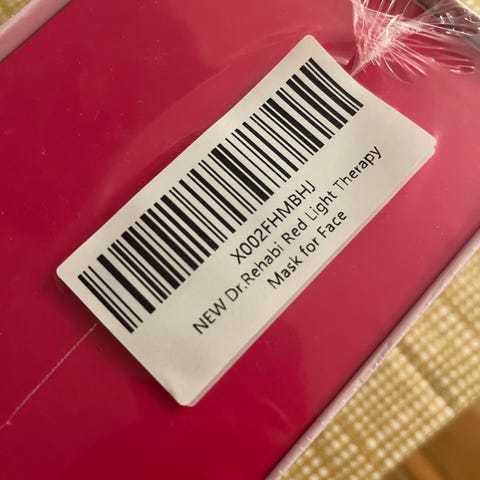 X002FHMBHJ
NEW Dr.Rehabi Red Light Therapy
Mask for Face